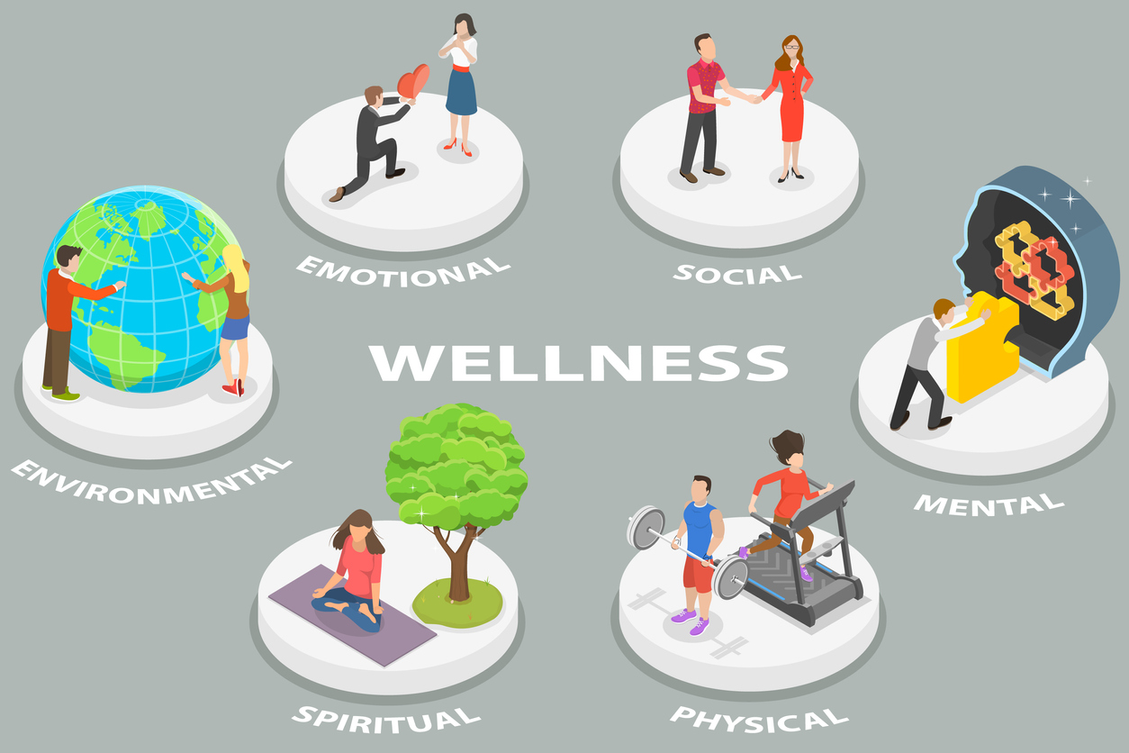 EMOTIONAL
SOCIAL
WELLNESS
ENVIRONMENTAL
MENTAL
SPIRITUAL
PHYSICAL